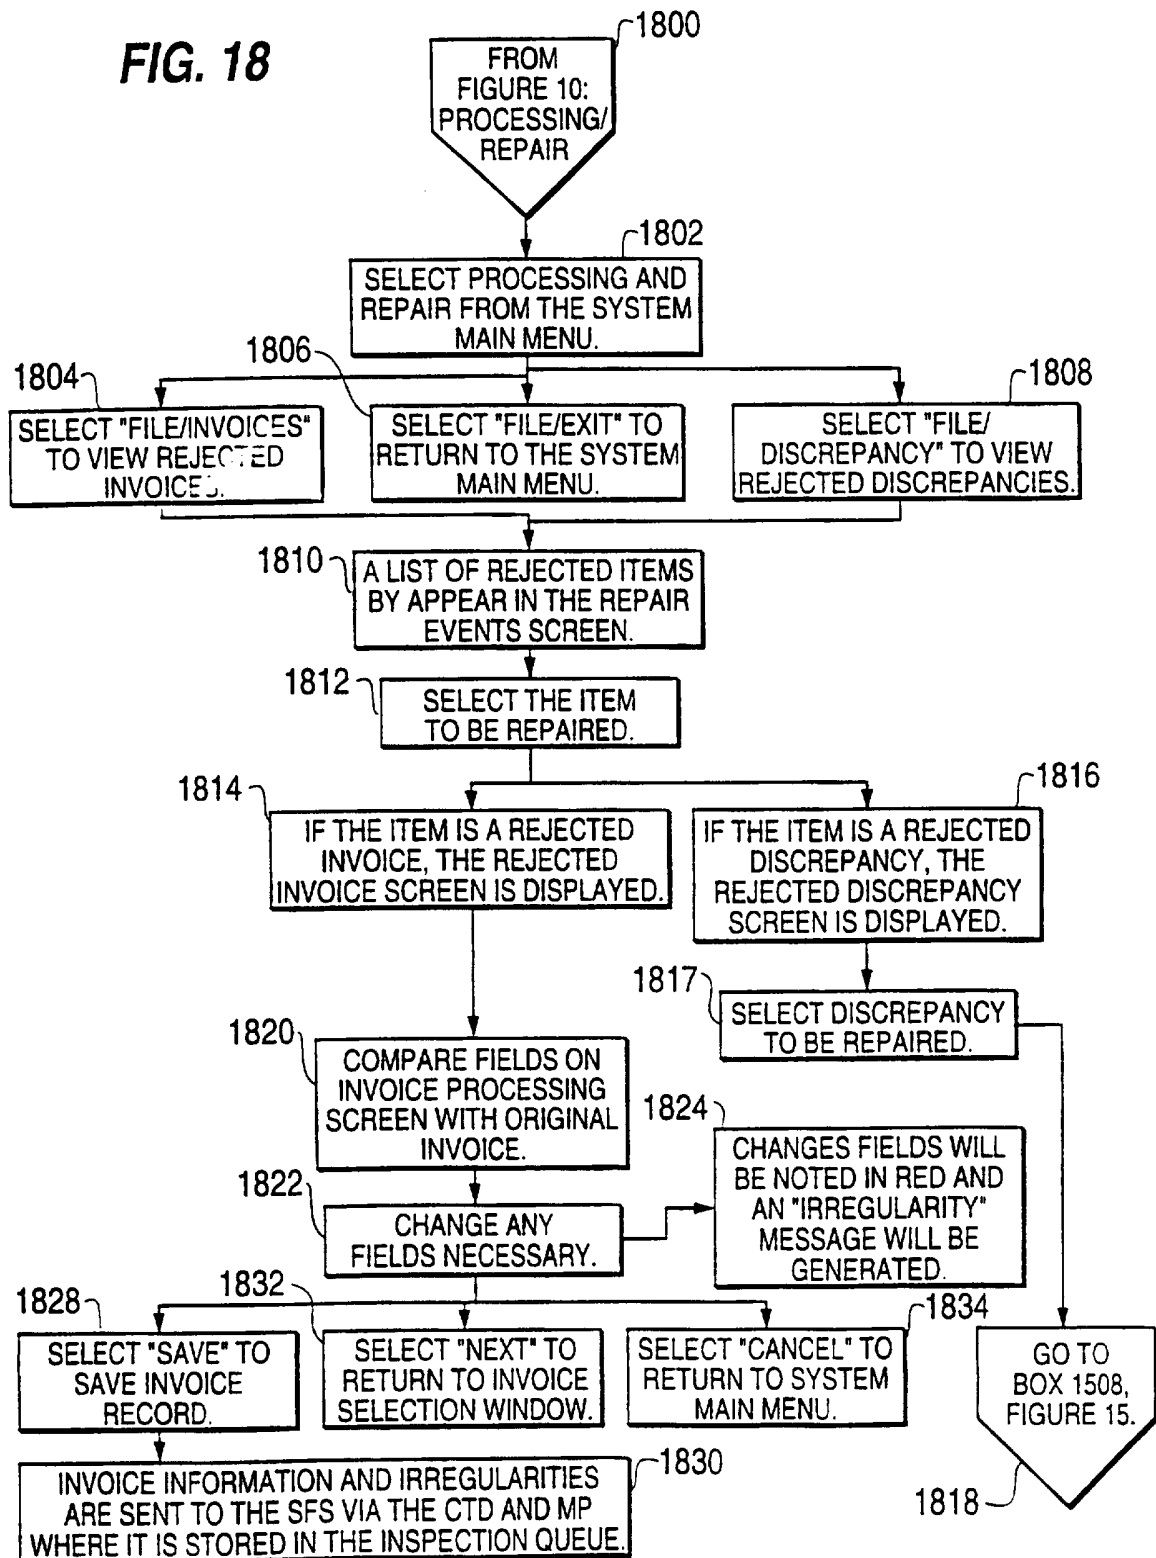 FIG. 18
1800
FROM
FIGURE 10:
PROCESSING/
REPAIR
1802
SELECT PROCESSING AND
REPAIR FROM THE SYSTEM
MAIN MENU.
1804
SELECT "FILE/INVOICES"
TO VIEW REJECTED
INVOICES.
1806
SELECT "FILE/EXIT" TO
RETURN TO THE SYSTEM
MAIN MENU.
1808
SELECT "FILE/
DISCREPANCY" TO VIEW
REJECTED DISCREPANCIES.
1810
A LIST OF REJECTED ITEMS
BY APPEAR IN THE REPAIR
EVENTS SCREEN.
1812
SELECT THE ITEM
TO BE REPAIRED.
1814
IF THE ITEM IS A REJECTED
INVOICE, THE REJECTED
INVOICE SCREEN IS DISPLAYED.
1816
IF THE ITEM IS A REJECTED
DISCREPANCY, THE
REJECTED DISCREPANCY
SCREEN IS DISPLAYED.
1817
SELECT DISCREPANCY
TO BE REPAIRED.
1820
COMPARE FIELDS ON
INVOICE PROCESSING
SCREEN WITH ORIGINAL
INVOICE.
1822
CHANGE ANY
FIELDS NECESSARY.
1824
CHANGES FIELDS WILL
BE NOTED IN RED AND
AN "IRREGULARITY"
MESSAGE WILL BE
GENERATED.
1828
SELECT "SAVE" TO
SAVE INVOICE
RECORD.
1832
SELECT "NEXT" TO
RETURN TO INVOICE
SELECTION WINDOW.
1834
SELECT "CANCEL" TO
RETURN TO SYSTEM
MAIN MENU.
GO TO
BOX 1508,
FIGURE 15.
1818
1830
INVOICE INFORMATION AND IRREGULARITIES
ARE SENT TO THE SFS VIA THE CTD AND MP
WHERE IT IS STORED IN THE INSPECTION QUEUE.